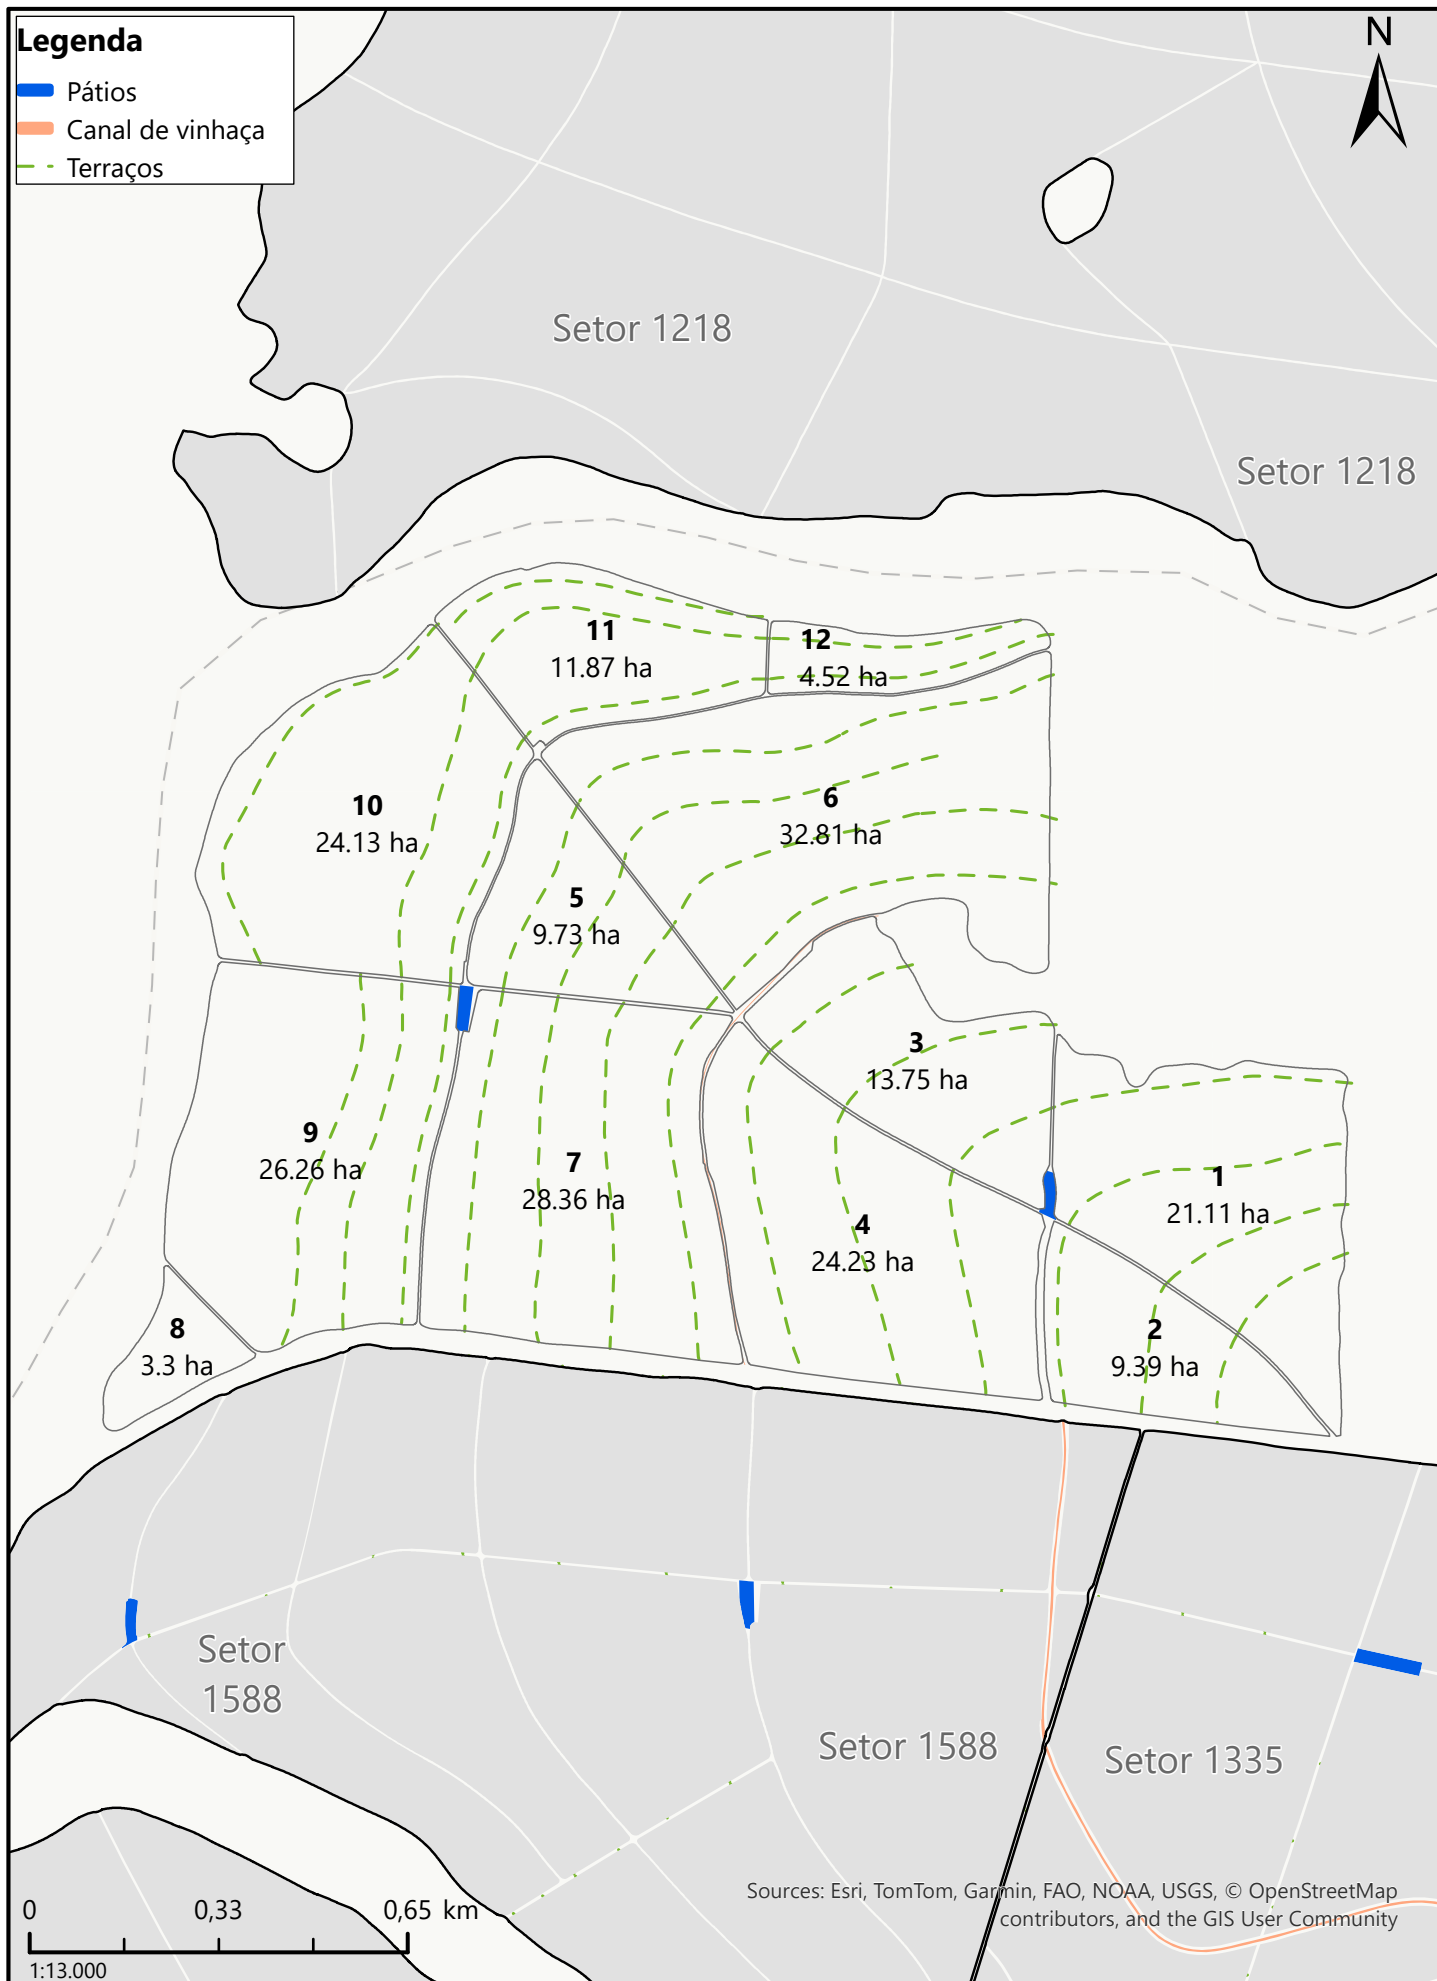 Legenda
Pátios
Canal de vinhaça
Terraços
N
Setor 1218
Setor 1218
11
11.87 ha
12
4.52 ha
10
24.13 ha
6
32.81 ha
5
9.73 ha
3
13.75 ha
9
26.26 ha
7
28.36 ha
1
21.11 ha
4
24.23 ha
8
3.3 ha
2
9.39 ha
Setor
1588
Setor 1588
Setor 1335
Sources: Esri, TomTom, Garmin, FAO, NOAA, USGS, © OpenStreetMap
contributors, and the GIS User Community
0 0,33 0,65 km
1:13.000